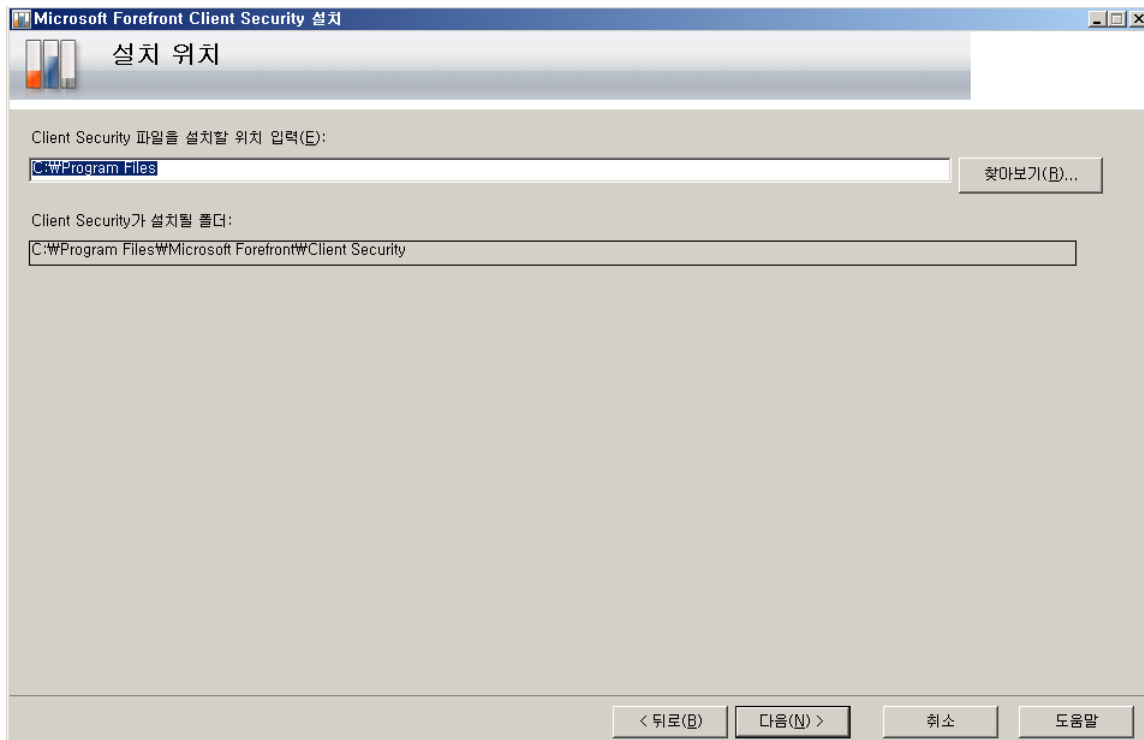 Microsoft Forefront Client Security 설치
설치 위치
Client Security 파일을 설치할 위치 입력(E):
C:₩Program Files
찾아보기(R)...
Client Security가 설치될 폴더:
C:₩Program Files₩Microsoft Forefront₩Client Security
< 뒤로(B)
다음(N) >
취소
도움말